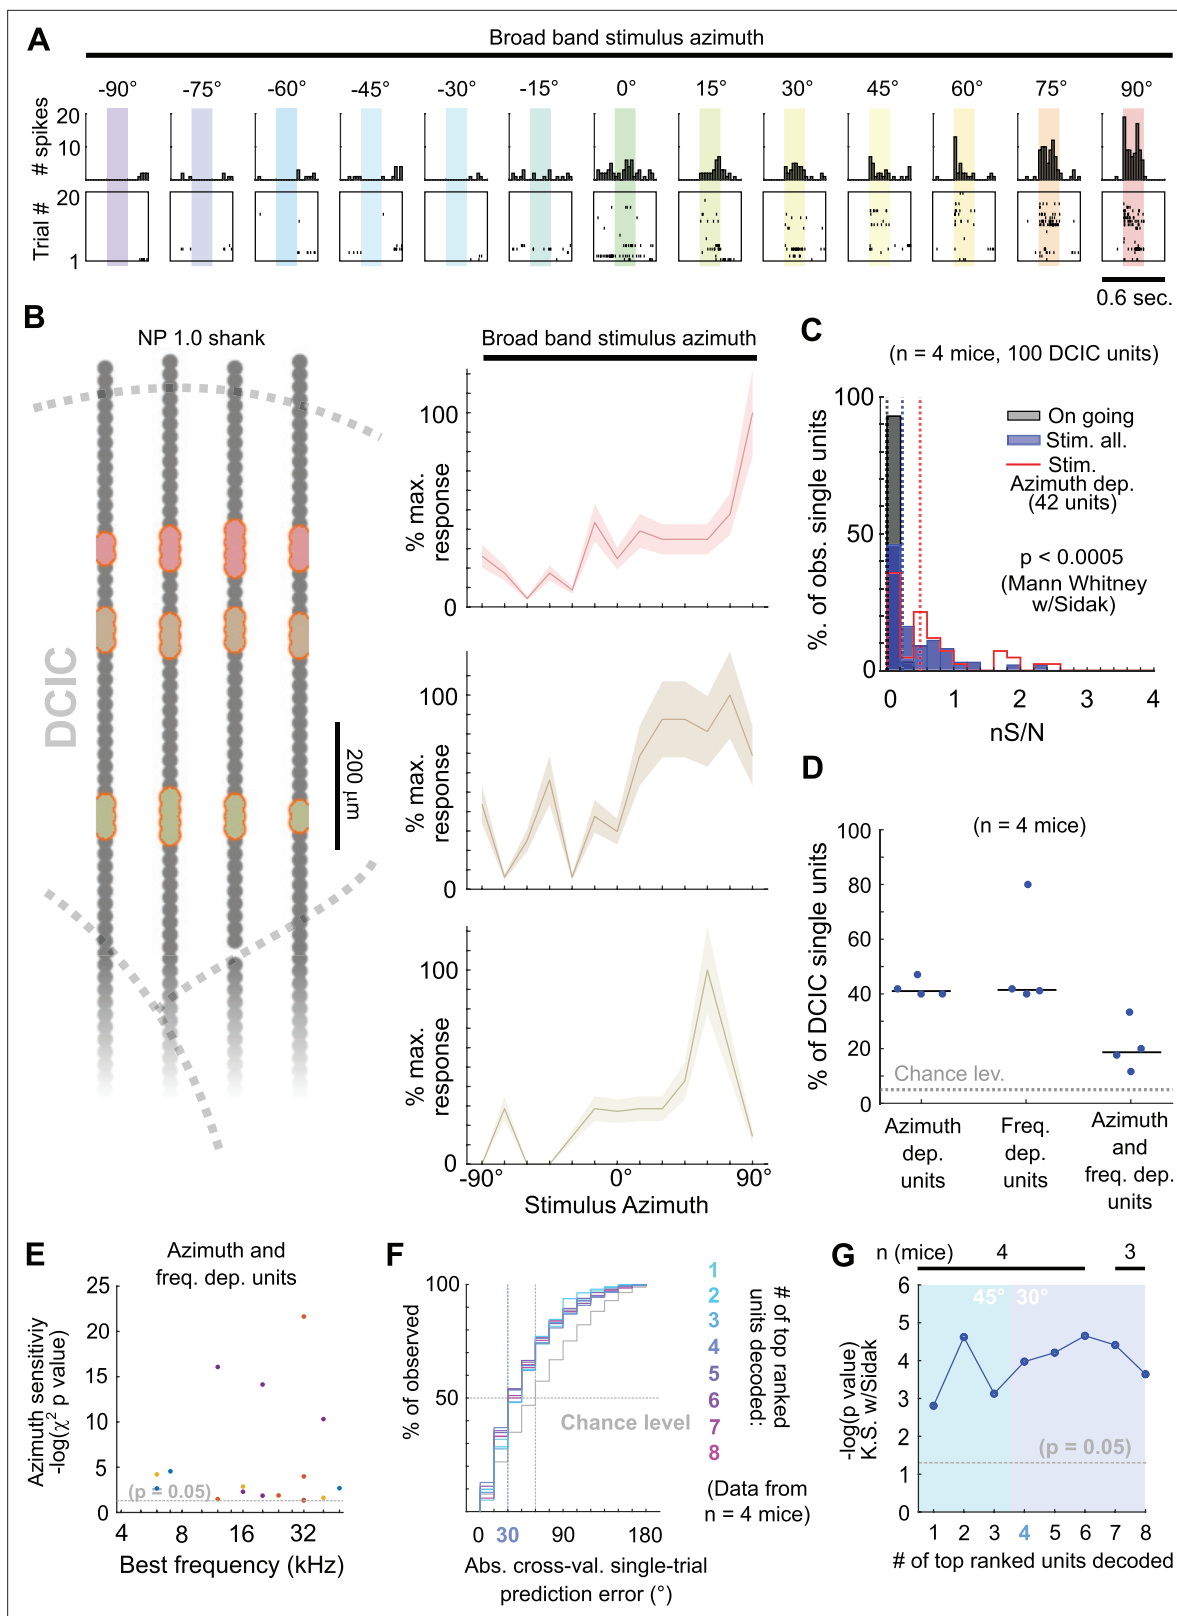 A
Broad band stimulus azimuth
-90° -75° -60° -45° -30° -15° 0° 15° 30° 45° 60° 75° 90°
# spikes
20
10
Trial #
20
1
0.6 sec.
B
NP 1.0 shank
DCIC
200 μm
Broad band stimulus azimuth
% max.
response
100
0
% max.
response
100
0
% max.
response
100
0
-90° 0° 90°
Stimulus Azimuth
C
(n = 4 mice, 100 DCIC units)
%. of obs. single units
100
50
0
On going
Stim. all.
Stim.
Azimuth dep.
(42 units)
p < 0.0005
(Mann Whitney
w/Sidak)
0 1 2 3 4
nS/N
D
(n = 4 mice)
% of DCIC single units
100
80
60
40
20
0
Chance lev.
Azimuth
dep.
units
Freq.
dep.
units
Azimuth
and
freq. dep.
units
E
Azimuth and
freq. dep. units
Azimuth sensitiviy
-log(χ² p value)
25
20
15
10
5
0
(p = 0.05)
4 8 16 32
Best frequency (kHz)
F
% of observed
100
50
Chance level
0 30 90 180
Abs. cross-val. single-trial
prediction error (°)
1
2
3
4
5
6
7
8
# of top ranked
units decoded:
(Data from
n = 4 mice)
G
n (mice) 4 3
-log(p value)
K.S. w/Sidak
6
5
4
3
2
1
0
45° 30°
(p = 0.05)
1 2 3 4 5 6 7 8
# of top ranked units decoded